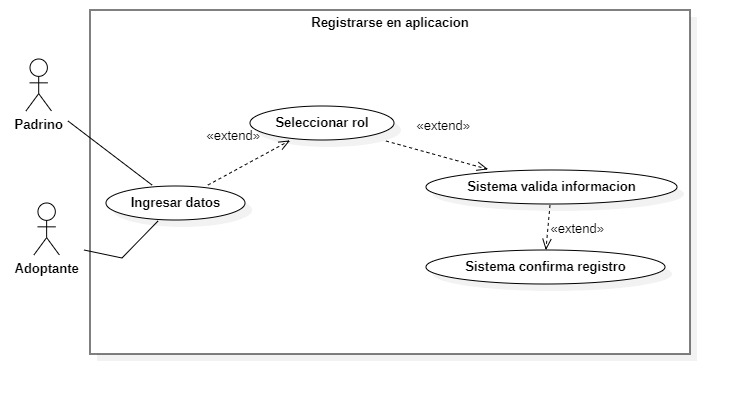 Registrarse en aplicacion
Padrino
Seleccionar rol
«extend»
«extend»
Sistema valida informacion
Ingresar datos
«extend»
Adoptante
Sistema confirma registro